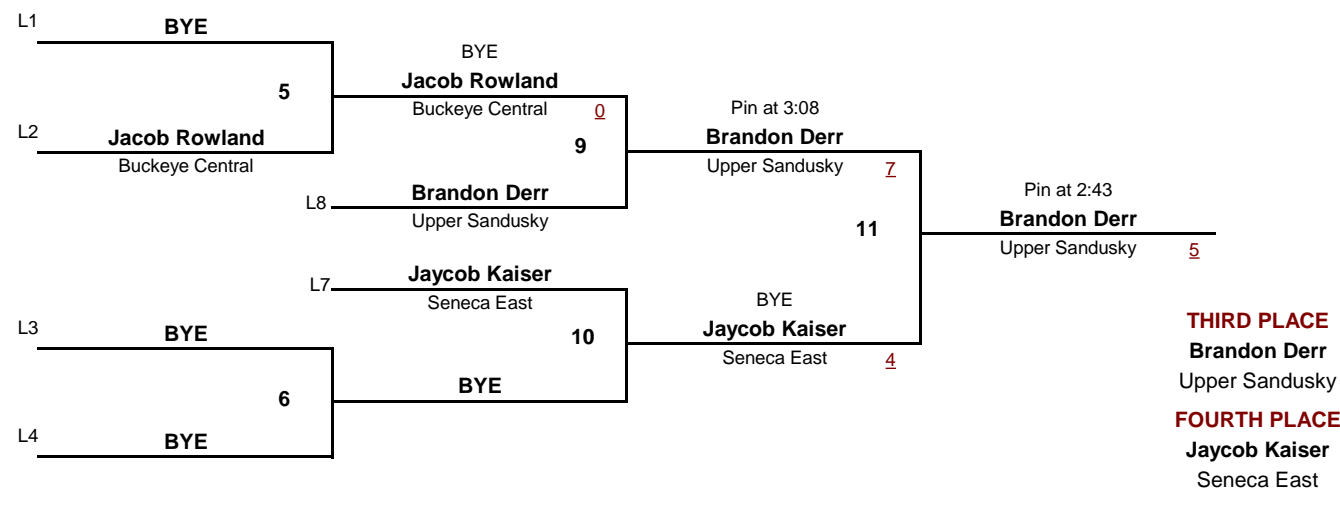 L1
BYE
5
L2
Jacob Rowland
Buckeye Central
BYE
Jacob Rowland
Buckeye Central 0
9
L8
Brandon Derr
Upper Sandusky
Pin at 3:08
Brandon Derr
Upper Sandusky 7
11
L7
Jaycob Kaiser
Seneca East
10
L3
BYE
6
L4
BYE
BYE
BYE
Jaycob Kaiser
Seneca East 4
Pin at 2:43
Brandon Derr
Upper Sandusky 5
THIRD PLACE
Brandon Derr
Upper Sandusky
FOURTH PLACE
Jaycob Kaiser
Seneca East